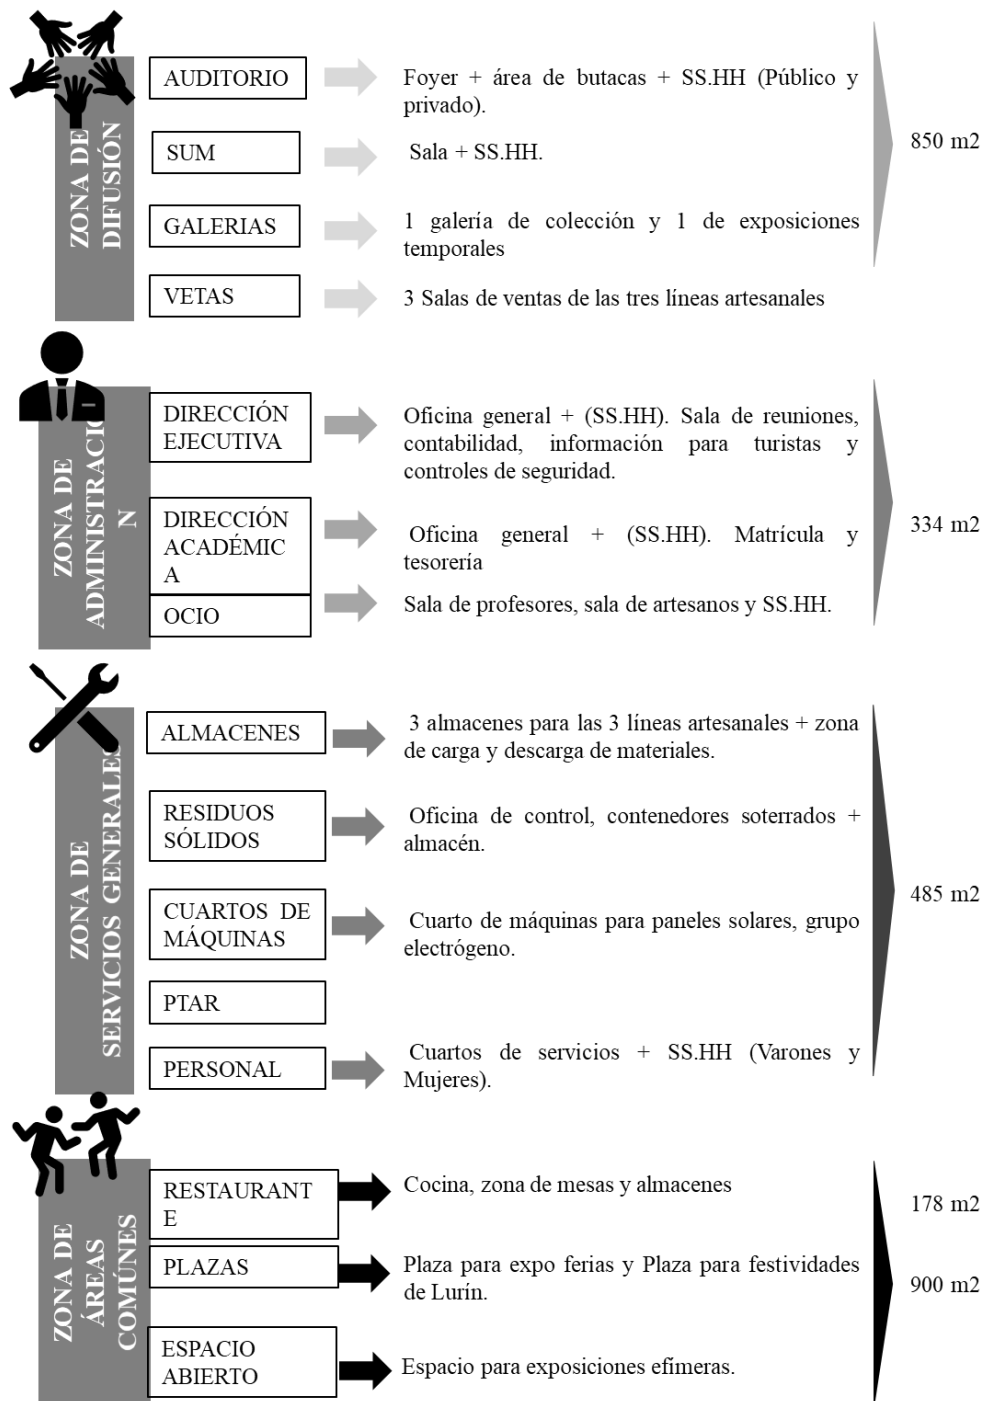 ZONA DE
DIFUSIÓN
AUDITORIO
Foyer + área de butacas + SS.HH (Público y
privado).
SUM
Sala + SS.HH.
GALERIAS
1 galería de colección y 1 de exposiciones
temporales
VETAS
3 Salas de ventas de las tres líneas artesanales
850 m2
ZONA DE
ADMINISTRACIÓ
N
DIRECCIÓN
EJECUTIVA
Oficina general + (SS.HH). Sala de reuniones,
contabilidad, información para turistas y
controles de seguridad.
DIRECCIÓN
ACADÉMIC
A
Oficina general + (SS.HH). Matrícula y
tesorería
OCIO
Sala de profesores, sala de artesanos y SS.HH.
334 m2
ZONA DE
SERVICIOS GENERALES
ALMACENES
3 almacenes para las 3 líneas artesanales + zona
de carga y descarga de materiales.
RESIDUOS
SÓLIDOS
Oficina de control, contenedores soterrados +
almacén.
CUARTOS DE
MÁQUINAS
Cuarto de máquinas para paneles solares, grupo
electrógeno.
PTAR
PERSONAL
Cuartos de servicios + SS.HH (Varones y
Mujeres).
485 m2
ZONA DE
ÁREAS
COMÚNES
RESTAURANT
E
Cocina, zona de mesas y almacenes
178 m2
PLAZAS
Plaza para expo ferias y Plaza para festividades
de Lurín.
900 m2
ESPACIO
ABIERTO
Espacio para exposiciones efímeras.